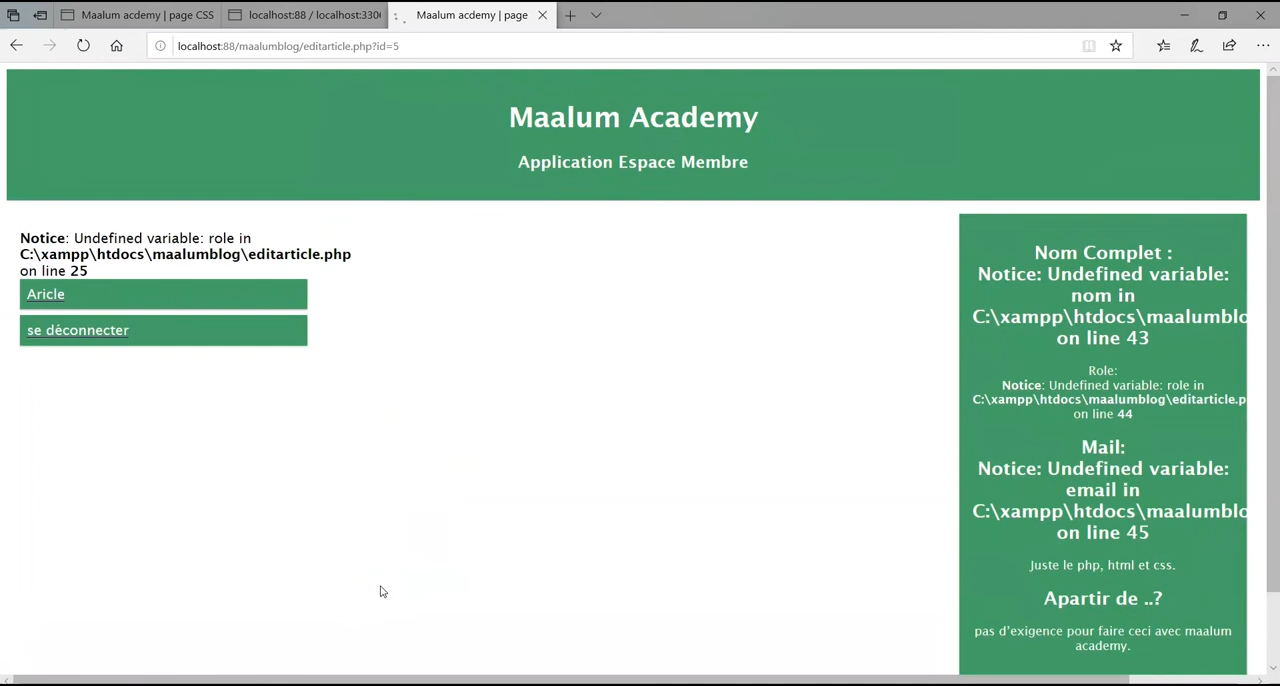 Maalum acdemy | page CSS
localhost:88 / localhost:330
Maalum acdemy | page
localhost:88/maalumblog/editarticle.php?id=5
Maalum Academy
Application Espace Membre
Notice: Undefined variable: role in
C:\xampp\htdocs\maalumblog\editarticle.php
on line 25
Aricle
se déconnecter
Nom Complet :
Notice: Undefined variable:
nom in
C:\xampp\htdocs\maalumblo
on line 43
Role:
Notice: Undefined variable: role in
C:\xampp\htdocs\maalumblog\editarticle.p
on line 44
Mail:
Notice: Undefined variable:
email in
C:\xampp\htdocs\maalumblo
on line 45
Juste le php, html et css.
Apartir de ..?
pas d'exigence pour faire ceci avec maalum
academy.